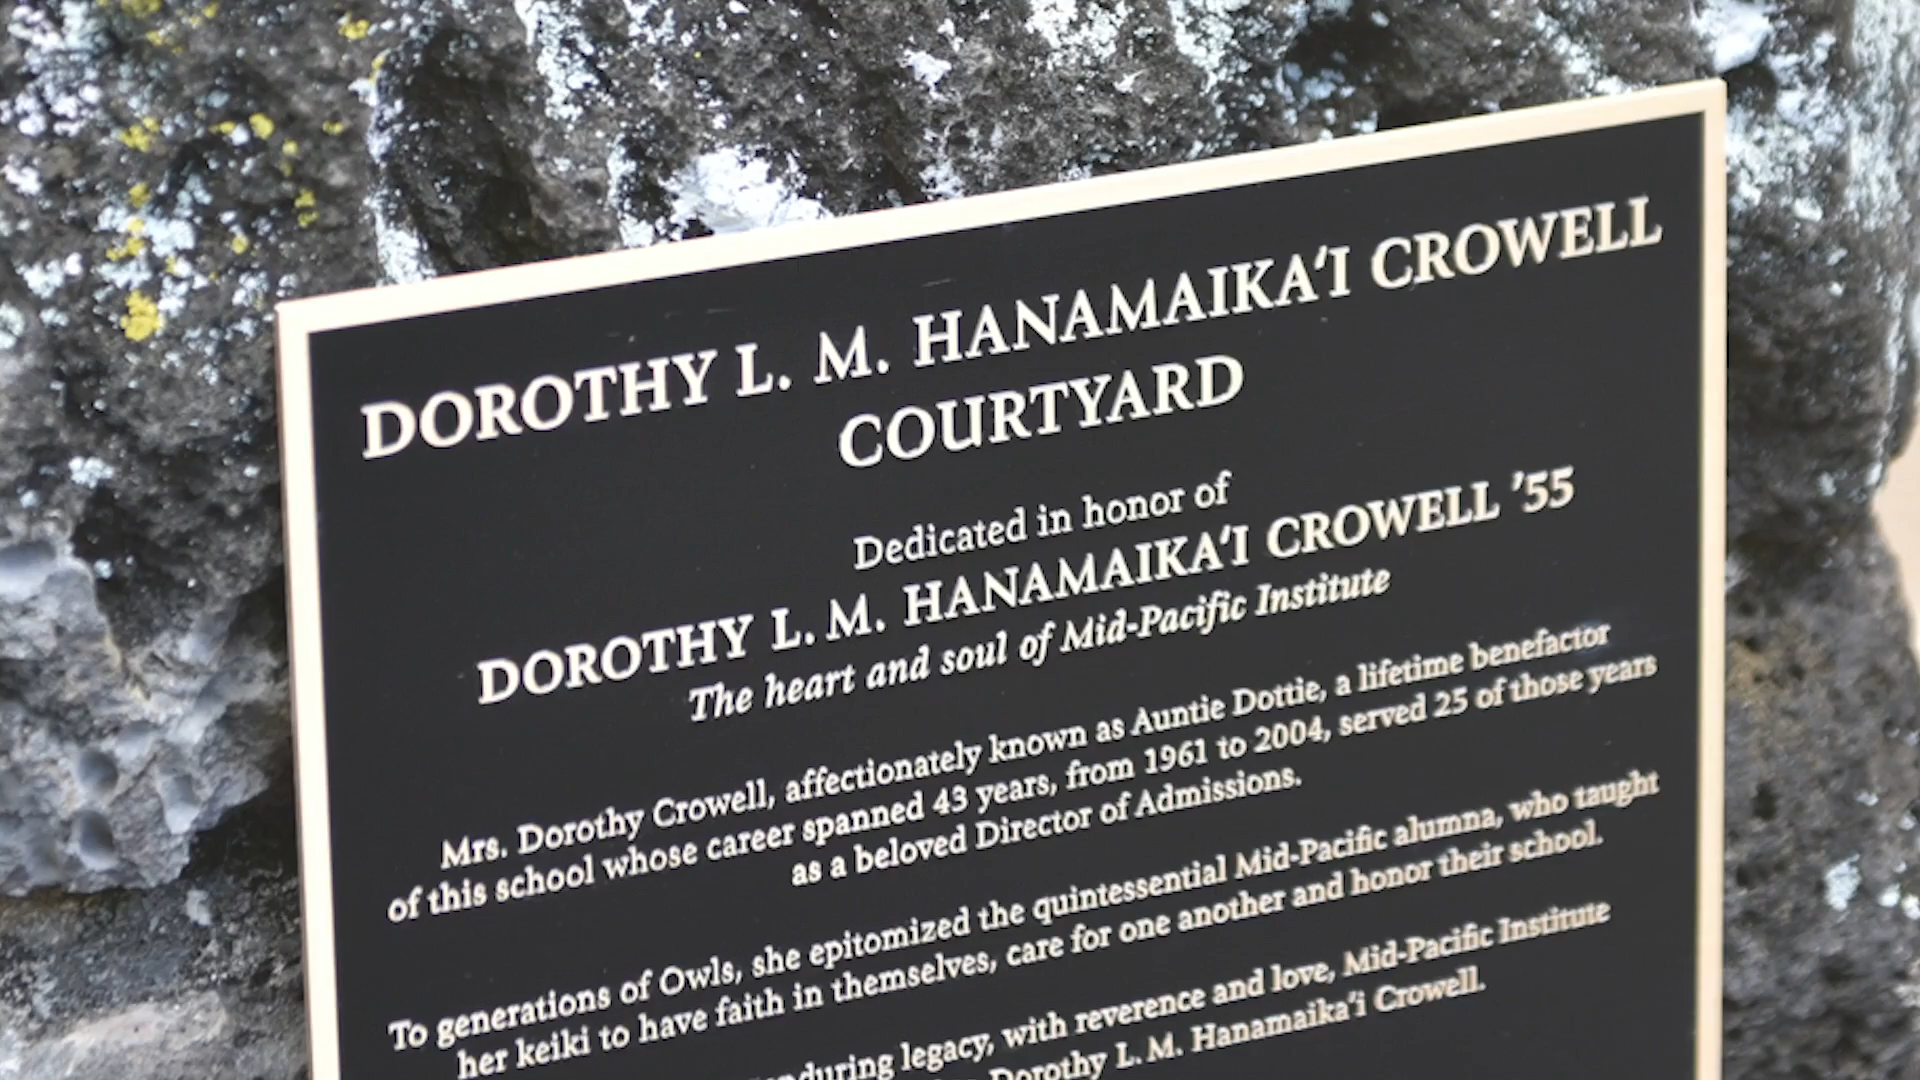 DOROTHY L. M. HANAMAIKA‘I CROWELL
COURTYARD
Dedicated in honor of
DOROTHY L. M. HANAMAIKA‘I CROWELL ’55
The heart and soul of Mid-Pacific Institute
Mrs. Dorothy Crowell, affectionately known as Auntie Dottie, a lifetime benefactor
of this school whose career spanned 43 years, from 1961 to 2004, served 25 of those years
as a beloved Director of Admissions.
To generations of Owls, she epitomized the quintessential Mid-Pacific alumna, who taught
her keiki to have faith in themselves, care for one another and honor their school.
legacy, with reverence and love, Mid-Pacific Institute
Dorothy L. M. Hanamaika‘i Crowell.